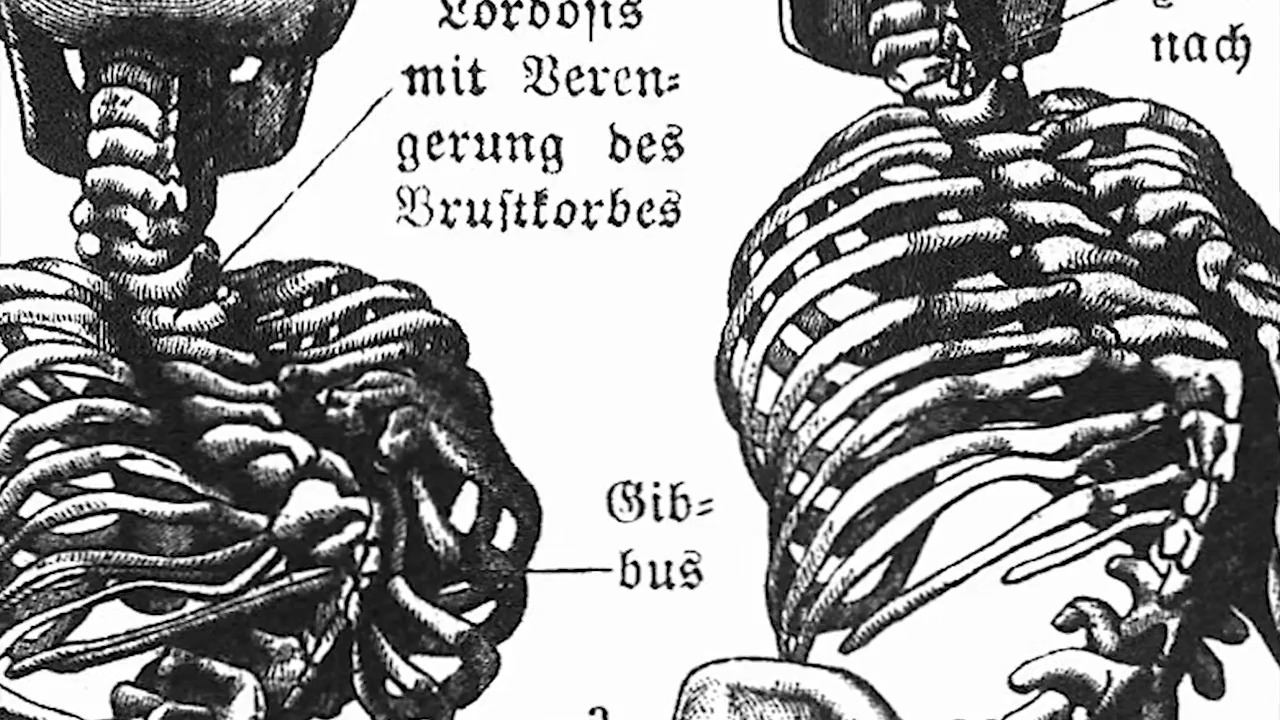 Lordoſis
mit Veren⸗
gerung des
Bruſtkorbes
nach
Gib⸗
bus